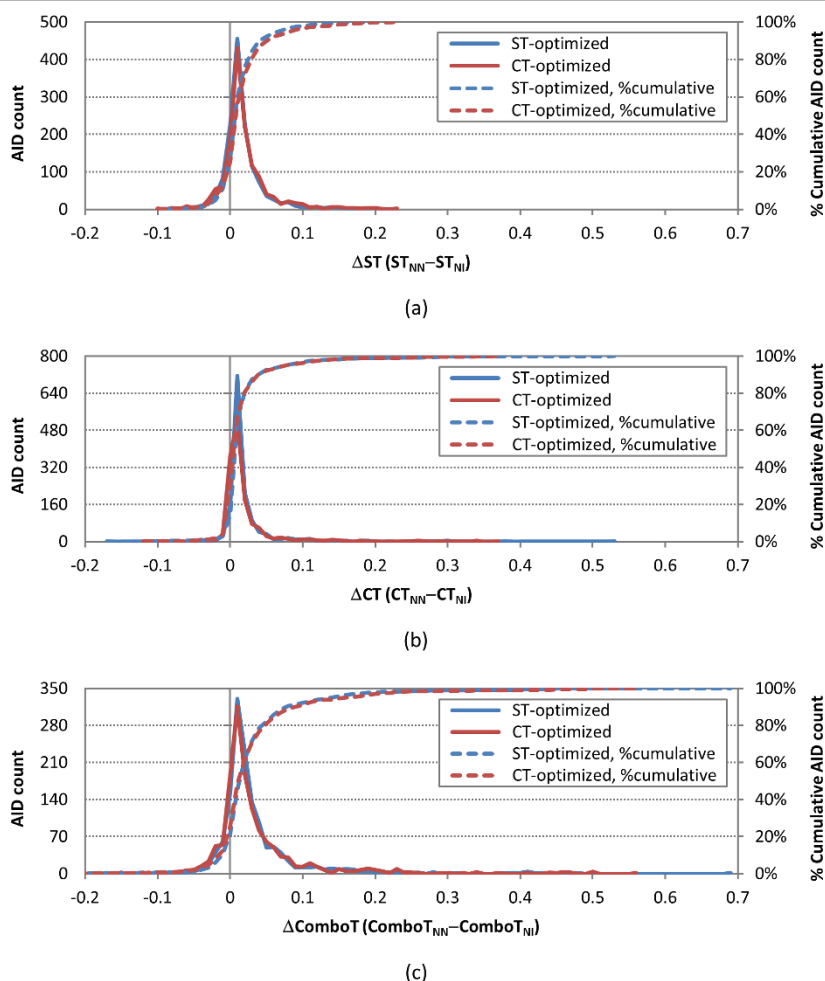 500
400
300
200
100
0
AID count
100%
80%
60%
40%
20%
0%
% Cumulative AID count
ST-optimized
CT-optimized
ST-optimized, %cumulative
CT-optimized, %cumulative
-0.2 -0.1 0 0.1 0.2 0.3 0.4 0.5 0.6 0.7
ΔST (STNN−STNI)
(a)
800
640
480
320
160
0
AID count
100%
80%
60%
40%
20%
0%
% Cumulative AID count
ST-optimized
CT-optimized
ST-optimized, %cumulative
CT-optimized, %cumulative
-0.2 -0.1 0 0.1 0.2 0.3 0.4 0.5 0.6 0.7
ΔCT (CTNN−CTNI)
(b)
350
280
210
140
70
0
AID count
100%
80%
60%
40%
20%
0%
% Cumulative AID count
ST-optimized
CT-optimized
ST-optimized, %cumulative
CT-optimized, %cumulative
-0.2 -0.1 0 0.1 0.2 0.3 0.4 0.5 0.6 0.7
ΔComboT (ComboTNN−ComboTNI)
(c)